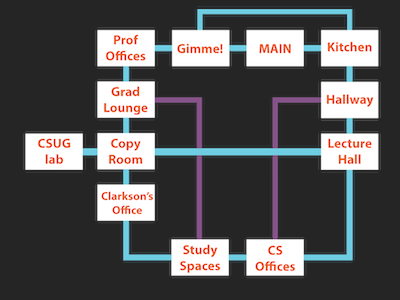 Prof
Offices
Gimme!
MAIN
Kitchen
Grad
Lounge
Hallway
CSUG
lab
Copy
Room
Lecture
Hall
Clarkson's
Office
Study
Spaces
CS
Offices